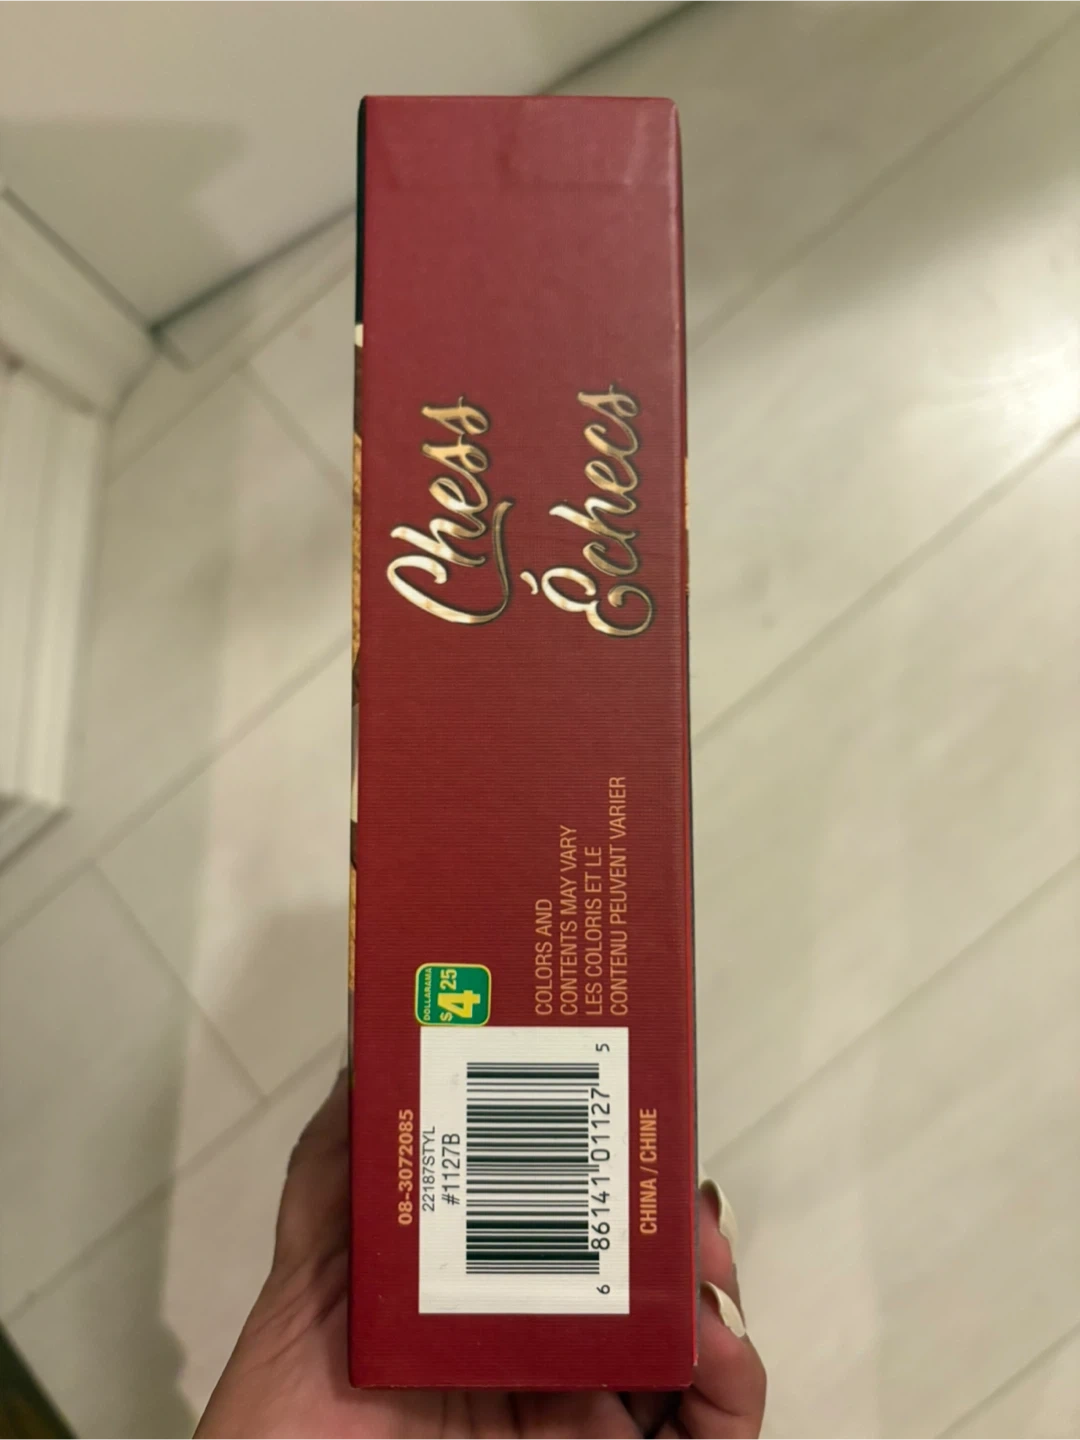 Chess
Échecs
COLORS AND
CONTENTS MAY VARY
LES COLORIS ET LE
CONTENU PEUVENT VARIER
DOLLARAMA
$4.25
08-3072085
22187STYL
#1127B
6 86141 01127 5
CHINA / CHINE